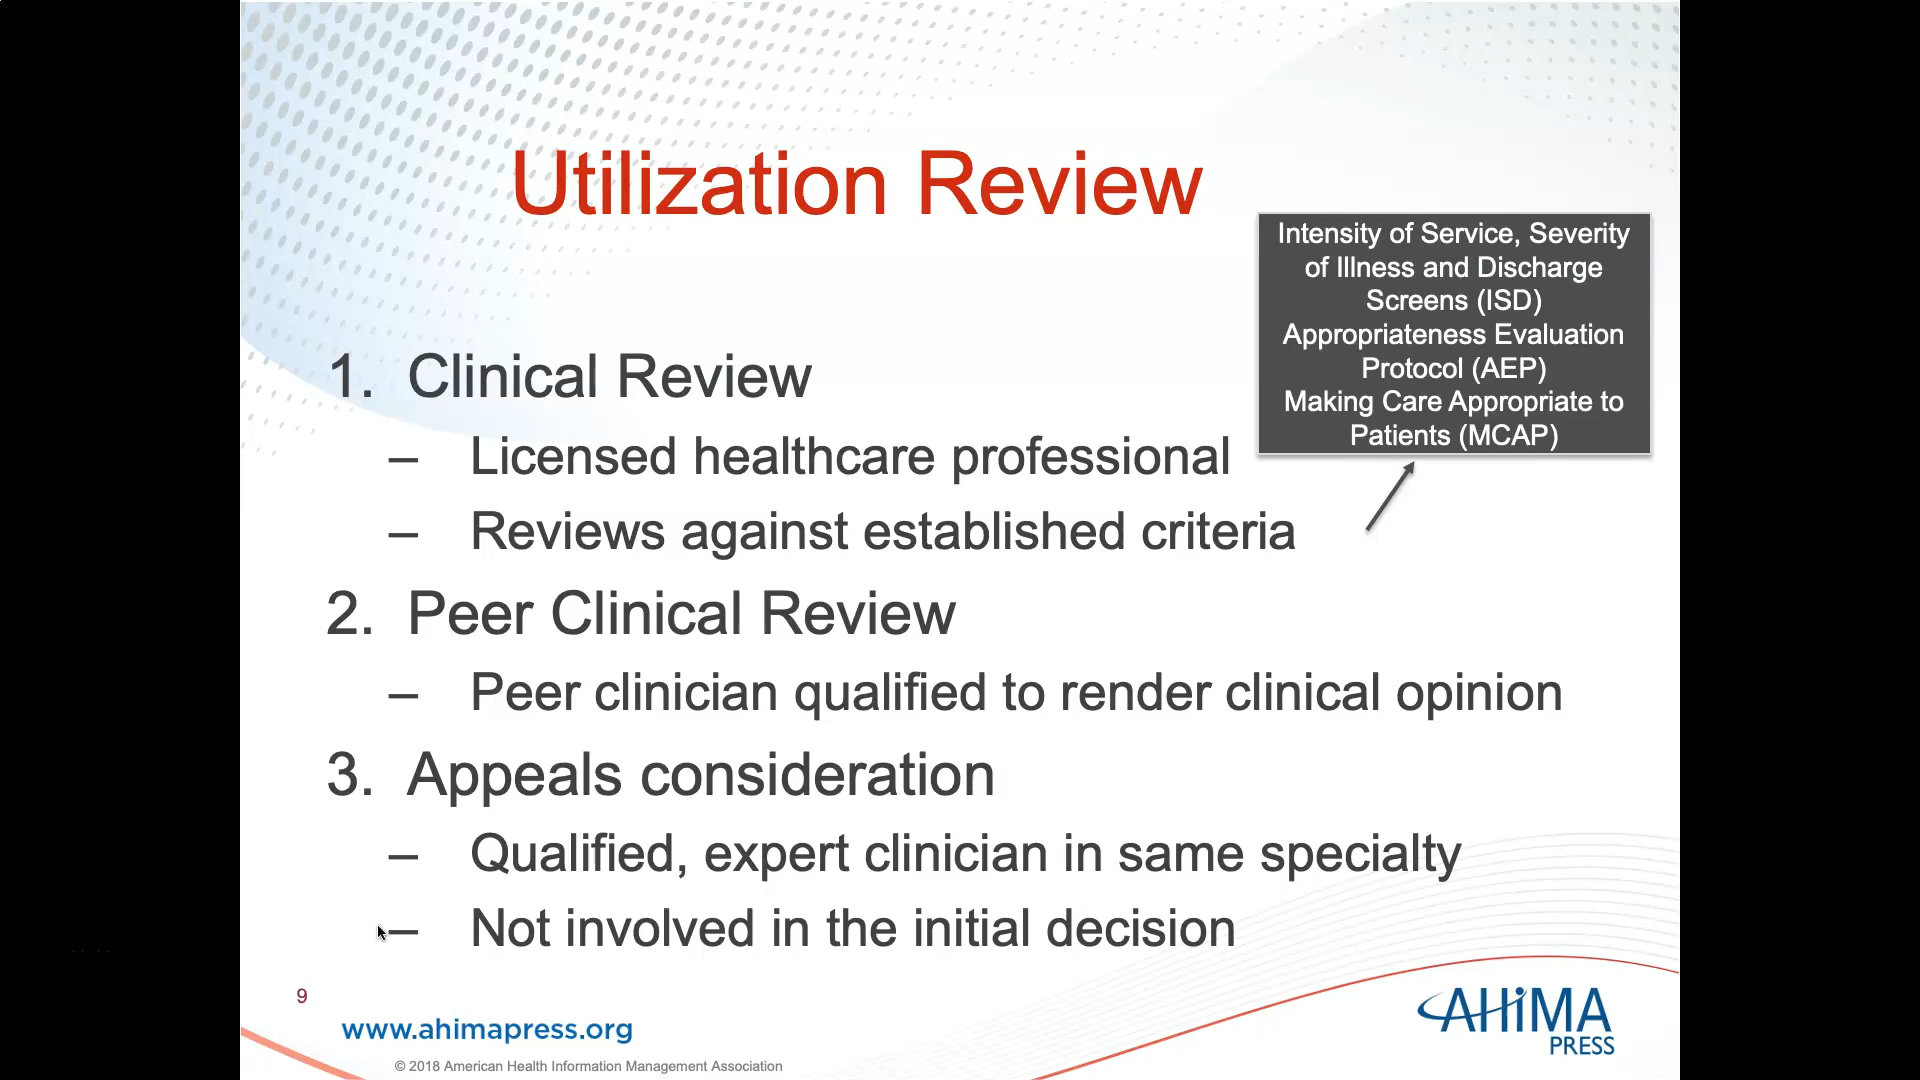 Utilization Review
Intensity of Service, Severity
of Illness and Discharge
Screens (ISD)
Appropriateness Evaluation
Protocol (AEP)
Making Care Appropriate to
Patients (MCAP)
1. Clinical Review
– Licensed healthcare professional
– Reviews against established criteria
2. Peer Clinical Review
– Peer clinician qualified to render clinical opinion
3. Appeals consideration
– Qualified, expert clinician in same specialty
– Not involved in the initial decision
9
www.ahimapress.org
© 2018 American Health Information Management Association
AHiMA
PRESS